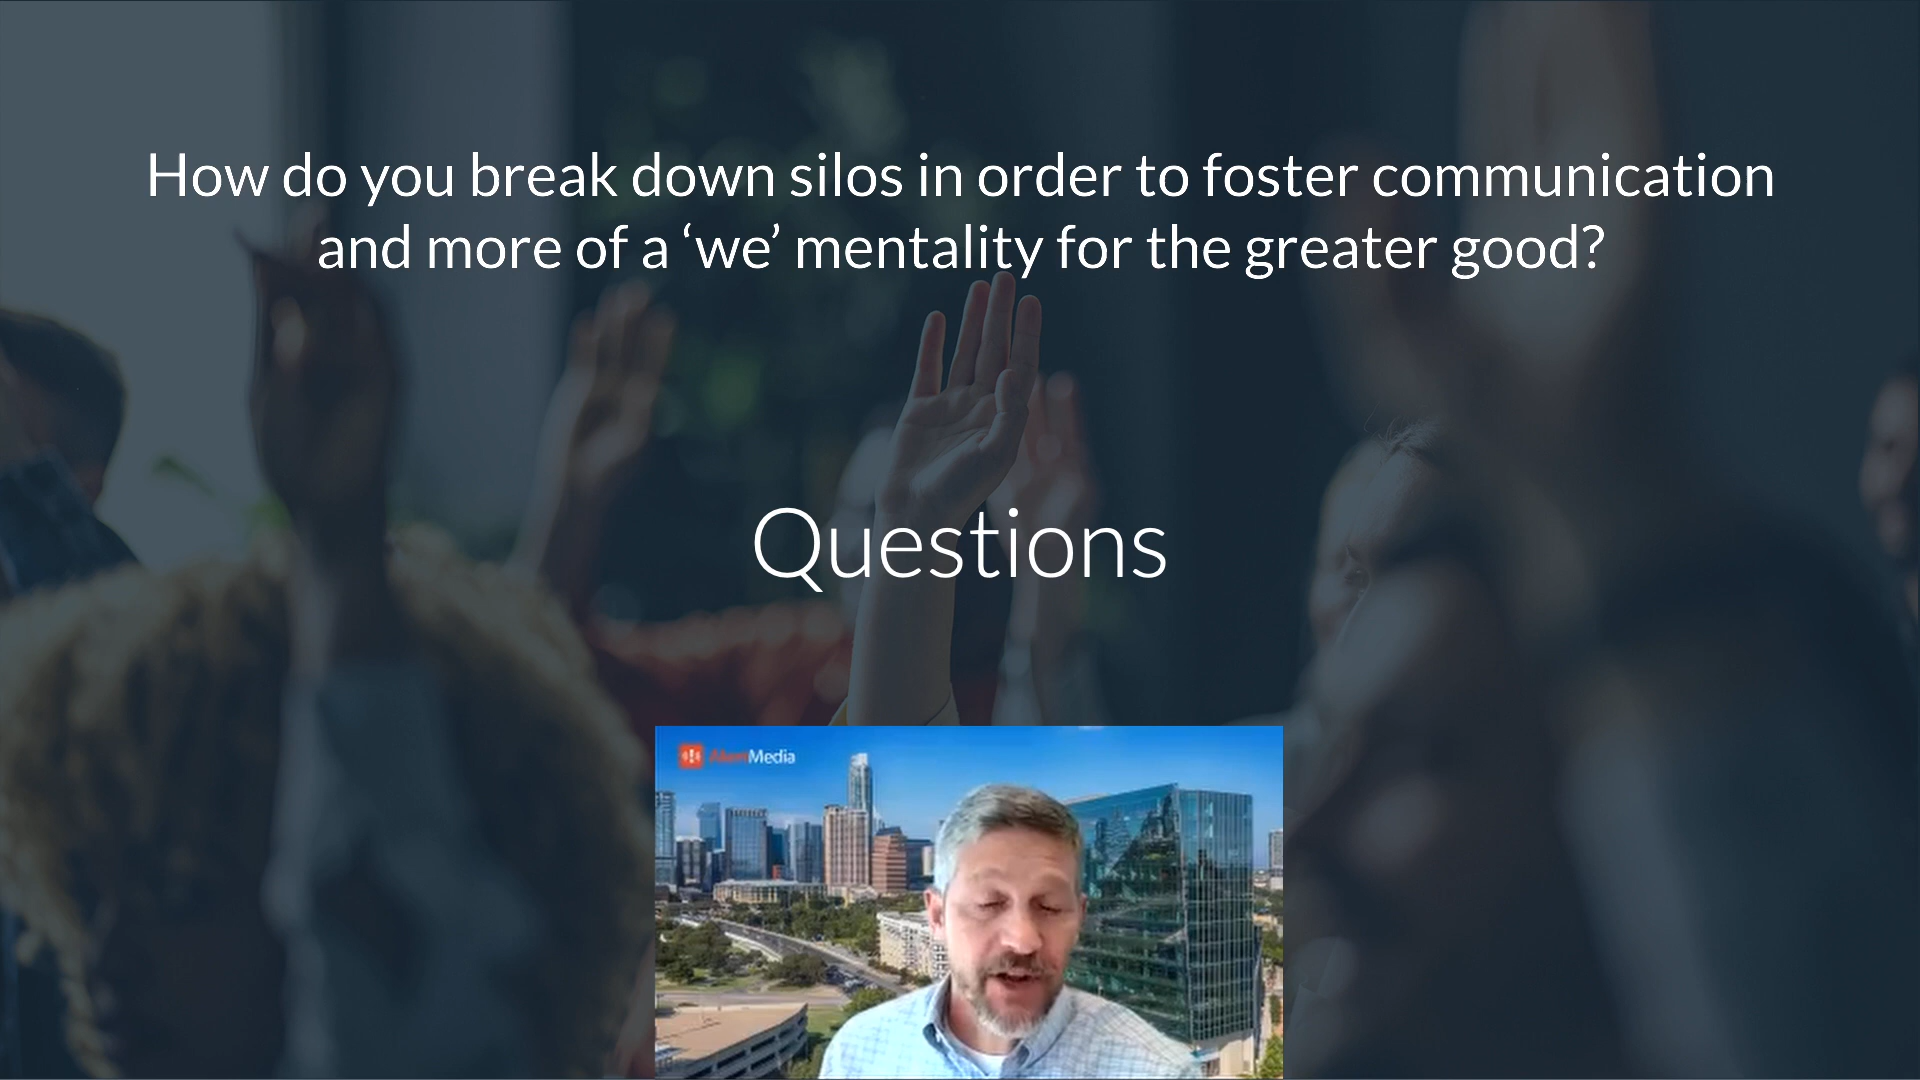 How do you break down silos in order to foster communication
and more of a ‘we’ mentality for the greater good?
Questions
AlertMedia